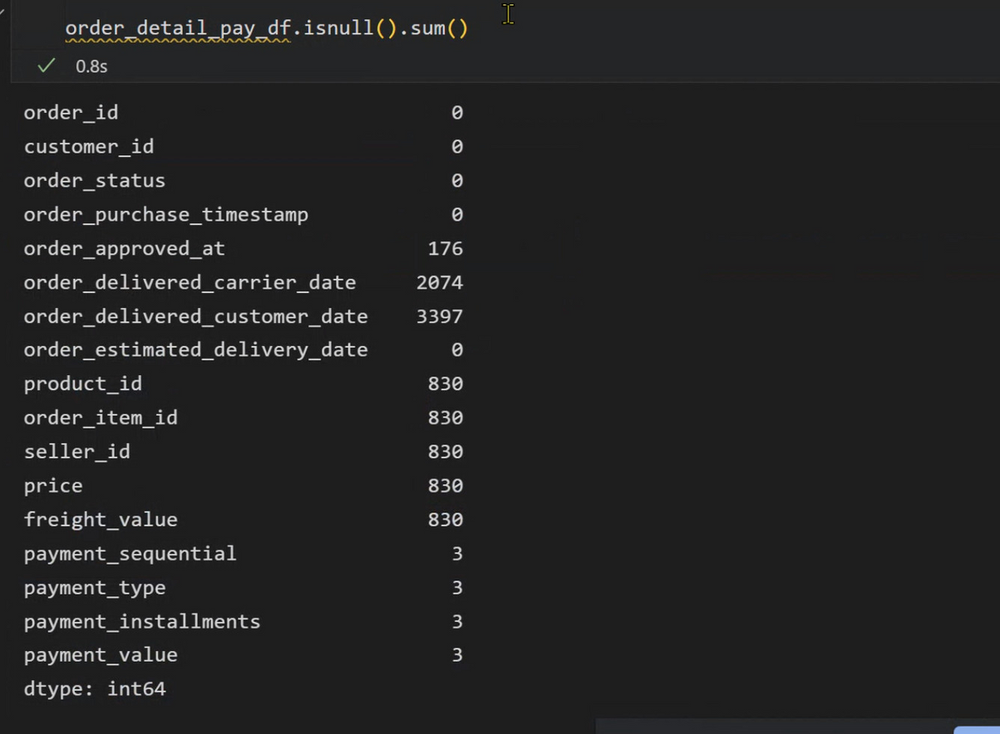 order_detail_pay_df.isnull().sum()
0.8s
order_id 0
customer_id 0
order_status 0
order_purchase_timestamp 0
order_approved_at 176
order_delivered_carrier_date 2074
order_delivered_customer_date 3397
order_estimated_delivery_date 0
product_id 830
order_item_id 830
seller_id 830
price 830
freight_value 830
payment_sequential 3
payment_type 3
payment_installments 3
payment_value 3
dtype: int64